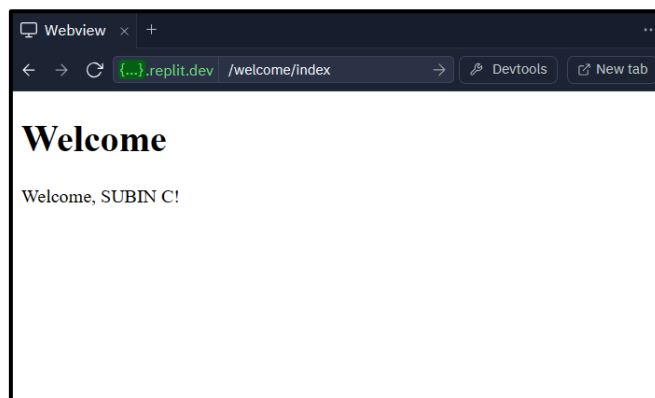 Webview
{...}.replit.dev /welcome/index Devtools New tab
Welcome
Welcome, SUBIN C!